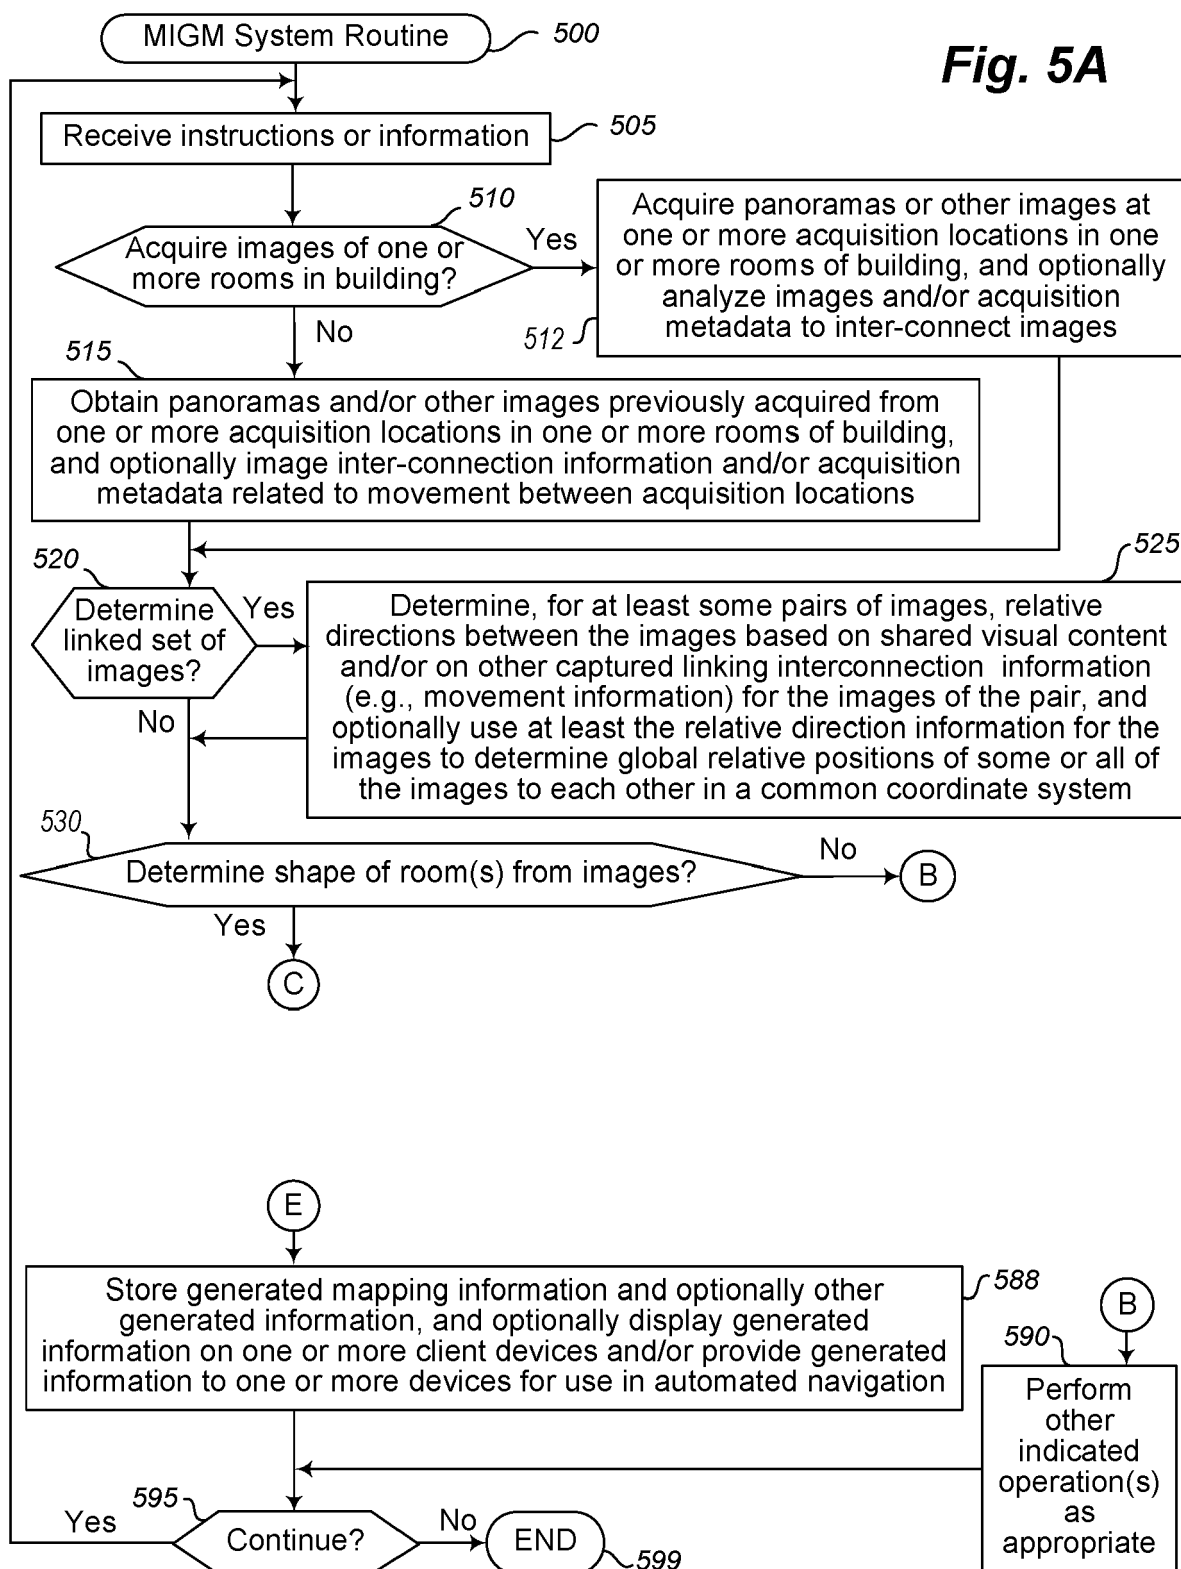 MIGM System Routine
500
Fig. 5A
Receive instructions or information
505
510
Acquire images of one or
more rooms in building?
Yes
No
Acquire panoramas or other images at
one or more acquisition locations in one
or more rooms of building, and optionally
analyze images and/or acquisition
metadata to inter-connect images
512
515
Obtain panoramas and/or other images previously acquired from
one or more acquisition locations in one or more rooms of building,
and optionally image inter-connection information and/or acquisition
metadata related to movement between acquisition locations
520
Determine
linked set of
images?
Yes
No
525
Determine, for at least some pairs of images, relative
directions between the images based on shared visual content
and/or on other captured linking interconnection information
(e.g., movement information) for the images of the pair, and
optionally use at least the relative direction information for the
images to determine global relative positions of some or all of
the images to each other in a common coordinate system
530
Determine shape of room(s) from images?
No
B
Yes
C
E
Store generated mapping information and optionally other
generated information, and optionally display generated
information on one or more client devices and/or provide generated
information to one or more devices for use in automated navigation
588
B
590
Perform
other
indicated
operation(s)
as
appropriate
595
Yes
Continue?
No
END
599